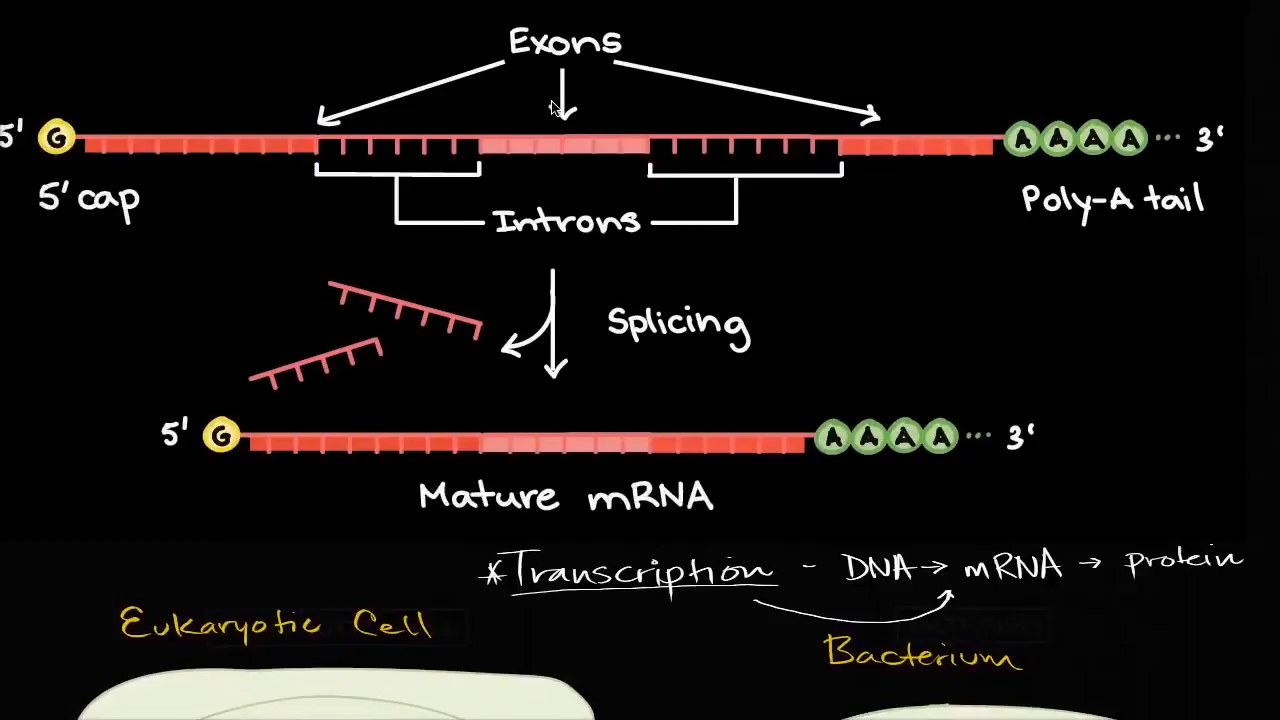 Exons
5' G A A A A ... 3'
5' cap
Poly-A tail
Introns
Splicing
5' G A A A A ... 3'
Mature mRNA
*Transcription - DNA → mRNA → protein
Eukaryotic Cell
Bacterium